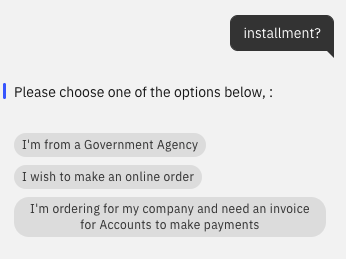 installment?
Please choose one of the options below, :
I'm from a Government Agency
I wish to make an online order
I'm ordering for my company and need an invoice
for Accounts to make payments